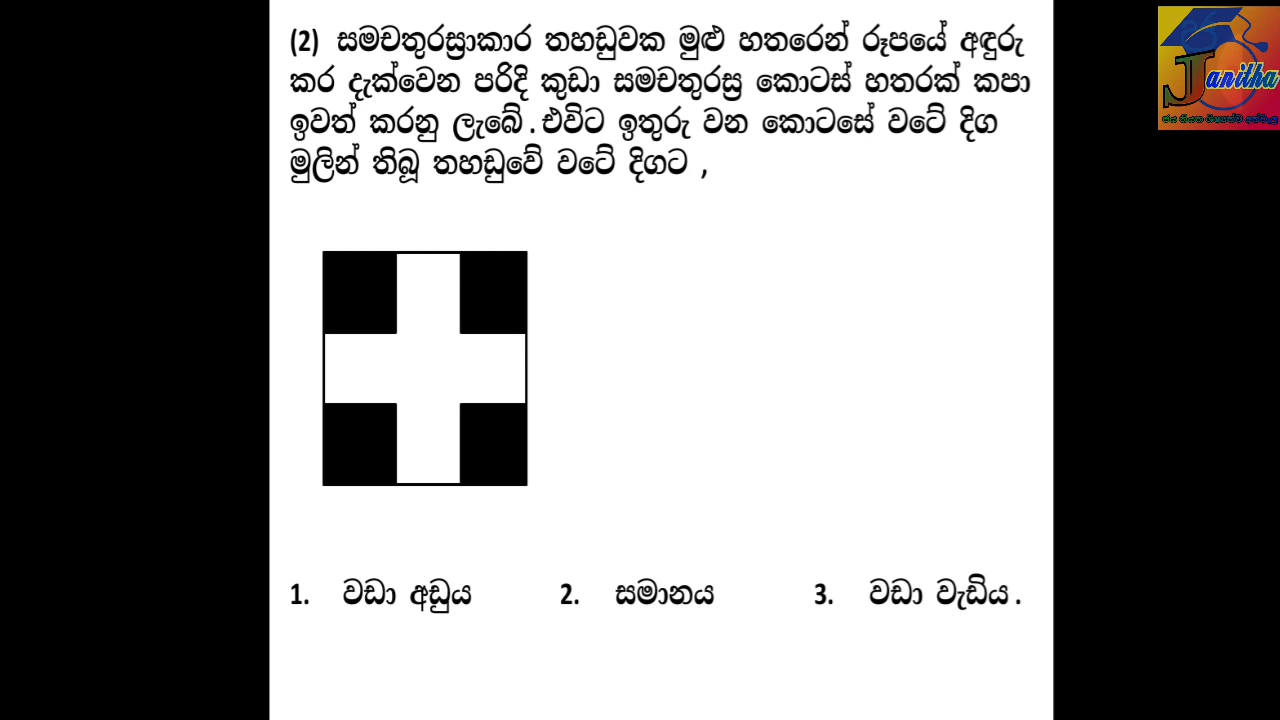 (2) සමචතුරස්‍රාකාර තහඩුවක මුළු හතරෙන් රූපයේ අඳුරු
කර දැක්වෙන පරිදි කුඩා සමචතුරස්‍ර කොටස් හතරක් කපා
ඉවත් කරනු ලැබේ.එවිට ඉතුරු වන කොටසේ වටේ දිග
මුලින් තිබූ තහඩුවේ වටේ දිගට ,
1. වඩා අඩුය 2. සමානය 3. වඩා වැඩිය.
Janitha